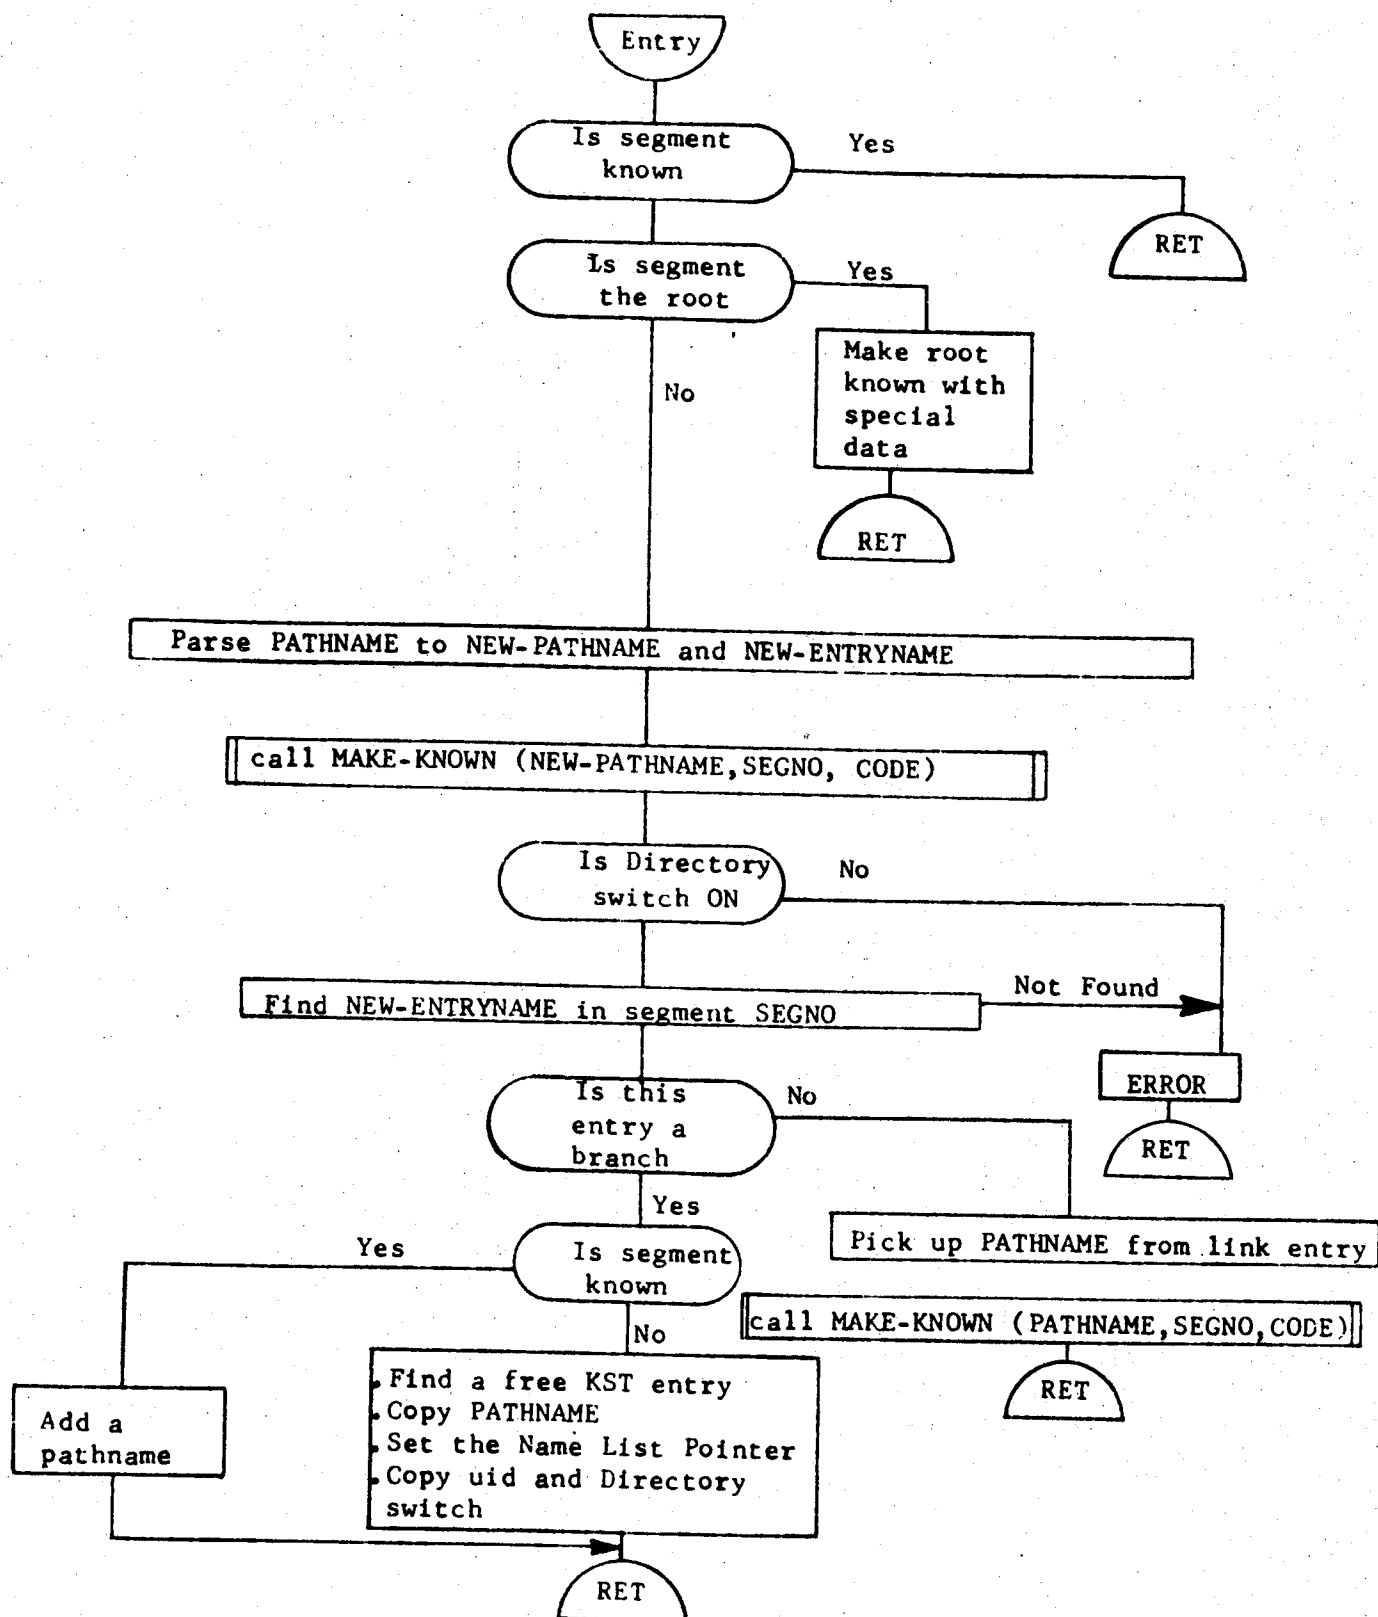 Entry
Is segment
known
Yes
RET
Is segment
the root
Yes
Make root
known with
special
data
RET
No
Parse PATHNAME to NEW-PATHNAME and NEW-ENTRYNAME
call MAKE-KNOWN (NEW-PATHNAME,SEGNO, CODE)
Is Directory
switch ON
No
Find NEW-ENTRYNAME in segment SEGNO
Not Found
ERROR
RET
Is this
entry a
branch
No
Yes
Pick up PATHNAME from link entry
call MAKE-KNOWN (PATHNAME,SEGNO,CODE)
RET
Is segment
known
Yes
No
Add a
pathname
.Find a free KST entry
.Copy PATHNAME
.Set the Name List Pointer
.Copy uid and Directory
switch
RET